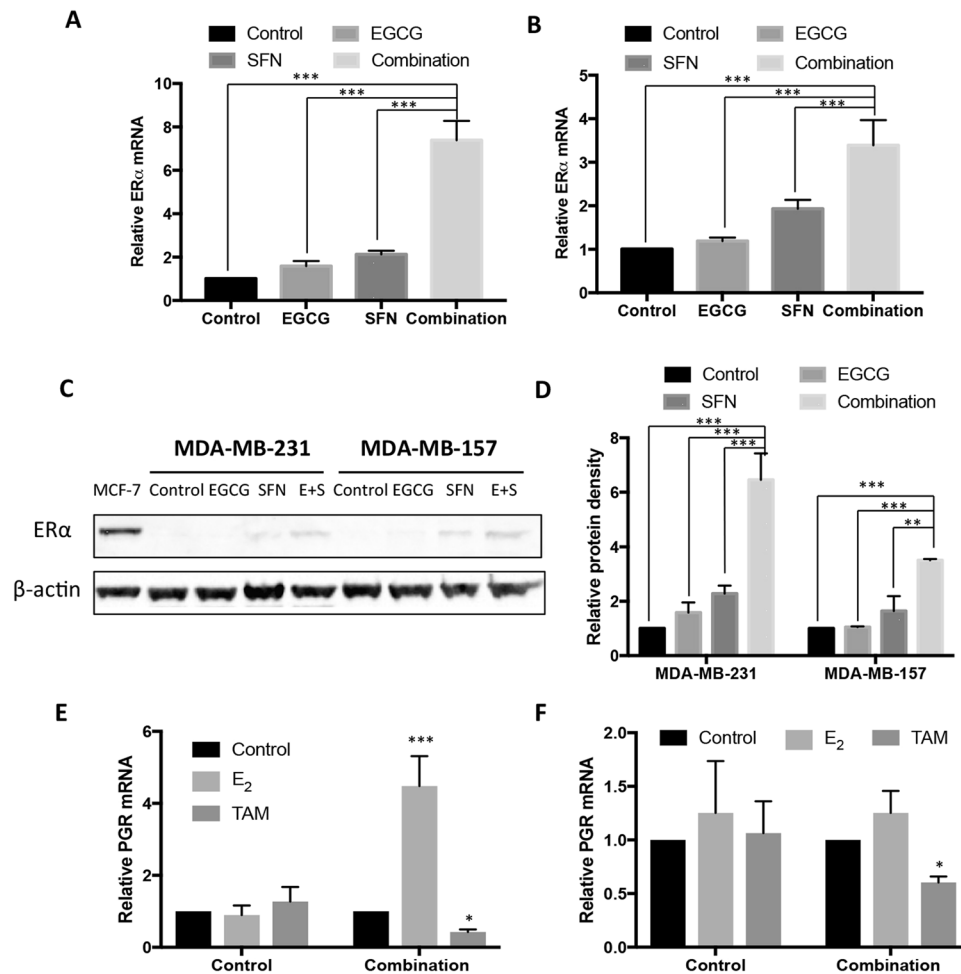 A
Control
EGCG
SFN
Combination
***
***
***
Relative ERα mRNA
10
8
6
4
2
0
Control EGCG SFN Combination
B
Control
EGCG
SFN
Combination
***
***
***
Relative ERα mRNA
5
4
3
2
1
0
Control EGCG SFN Combination
C
MDA-MB-231 MDA-MB-157
MCF-7 Control EGCG SFN E+S Control EGCG SFN E+S
ERα
β-actin
D
Control
EGCG
SFN
Combination
***
***
***
***
***
**
Relative protein density
8
6
4
2
0
MDA-MB-231 MDA-MB-157
E
Control
E2
TAM
***
*
Relative PGR mRNA
6
4
2
0
Control Combination
F
Control E2 TAM
*
Relative PGR mRNA
2.0
1.5
1.0
0.5
0.0
Control Combination